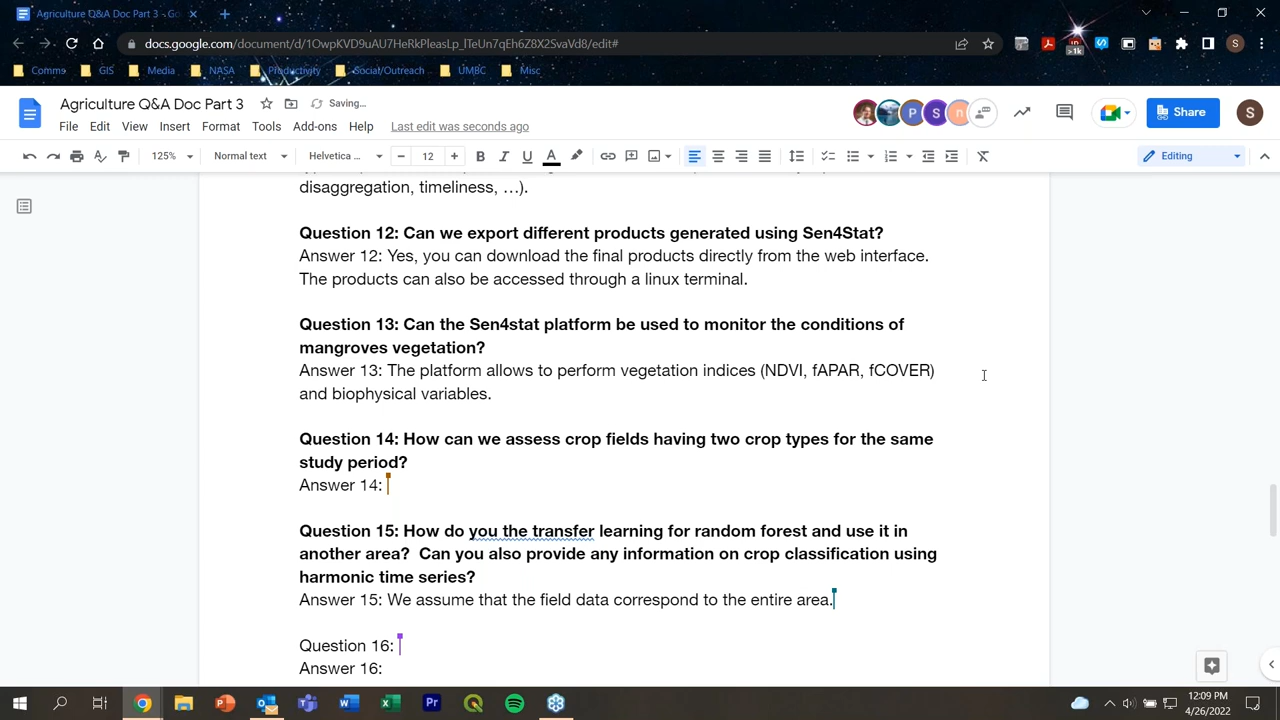 Agriculture Q&A Doc Part 3 - Go
docs.google.com/document/d/1OwpKVD9uAU7HeRkPleasLp_lTeUn7qEh6Z8X2SvaVd8/edit#
>1k
S
Comms GIS Media NASA Productivity Social/Outreach UMBC Misc
Agriculture Q&A Doc Part 3 Saving...
P S n Share S
File Edit View Insert Format Tools Add-ons Help Last edit was seconds ago
125% Normal text Helvetica ... 12 B I U A Editing
disaggregation, timeliness, …).
Question 12: Can we export different products generated using Sen4Stat?
Answer 12: Yes, you can download the final products directly from the web interface.
The products can also be accessed through a linux terminal.
Question 13: Can the Sen4stat platform be used to monitor the conditions of
mangroves vegetation?
Answer 13: The platform allows to perform vegetation indices (NDVI, fAPAR, fCOVER)
and biophysical variables.
Question 14: How can we assess crop fields having two crop types for the same
study period?
Answer 14:
Question 15: How do you the transfer learning for random forest and use it in
another area?  Can you also provide any information on crop classification using
harmonic time series?
Answer 15: We assume that the field data correspond to the entire area.
Question 16:
Answer 16:
12:09 PM
4/26/2022